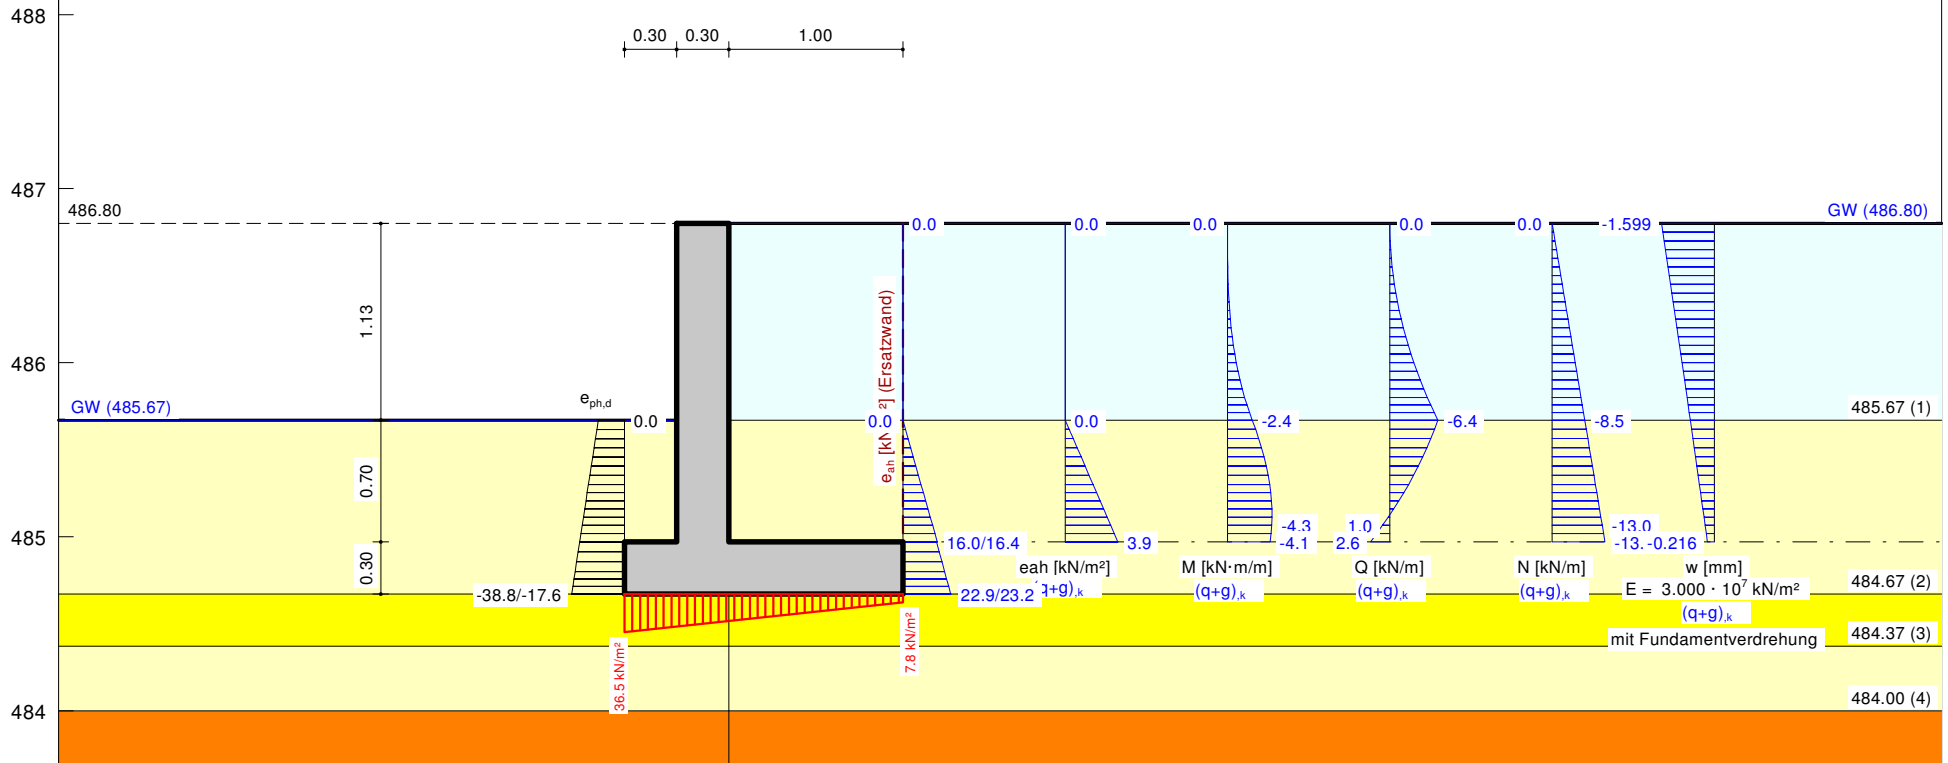 488
0.30 0.30 1.00
487
486.80
0.0 0.0 0.0 0.0 0.0 -1.599
GW (486.80)
1.13
eah [kN ²] (Ersatzwand)
486
GW (485.67)
eph,d
0.0
0.0 0.0 -2.4 -6.4 -8.5
485.67 (1)
0.70
485
16.0/16.4
3.9
-4.3
-4.1
1.0
2.6
-13.0
-13.
-0.216
0.30
-38.8/-17.6
22.9/23.2
eah [kN/m²]
q+g),k
M [kN·m/m]
(q+g),k
Q [kN/m]
(q+g),k
N [kN/m]
(q+g),k
w [mm]
E = 3.000 · 10⁷ kN/m²
(q+g),k
mit Fundamentverdrehung
484.67 (2)
484.37 (3)
36.5 kN/m²
7.8 kN/m²
484.00 (4)
484